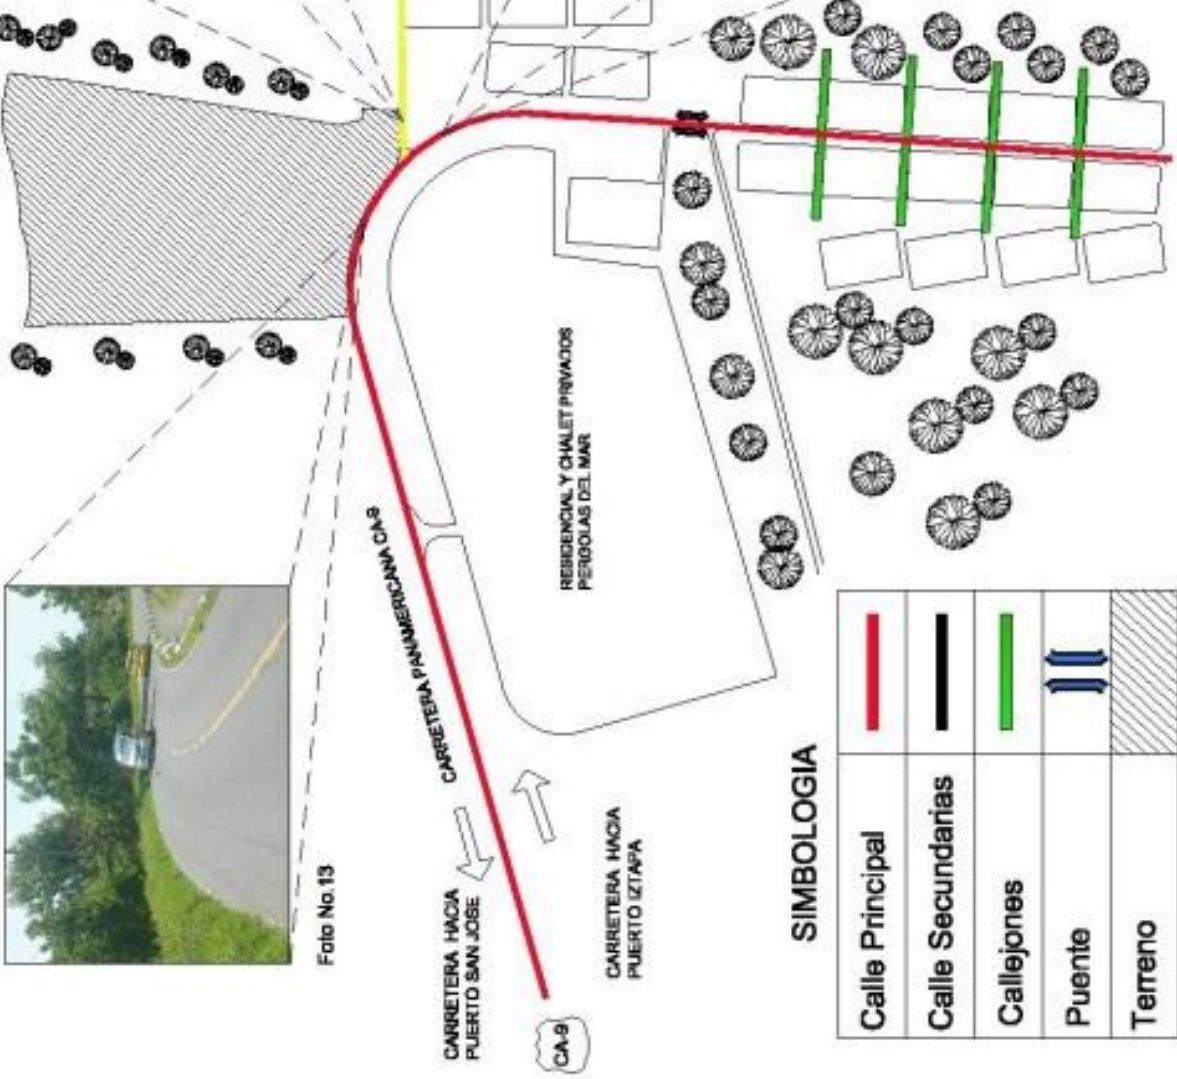 Foto No.13
CARRETERA PANAMERICANA CA-9
CARRETERA HACIA
PUERTO SAN JOSE
CA-9
CARRETERA HACIA
PUERTO IZTAPA
RESIDENCIAL Y CHALET PRIVADOS
PERGOLAS DEL MAR
SIMBOLOGIA
Calle Principal
Calle Secundarias
Callejones
Puente
Terreno